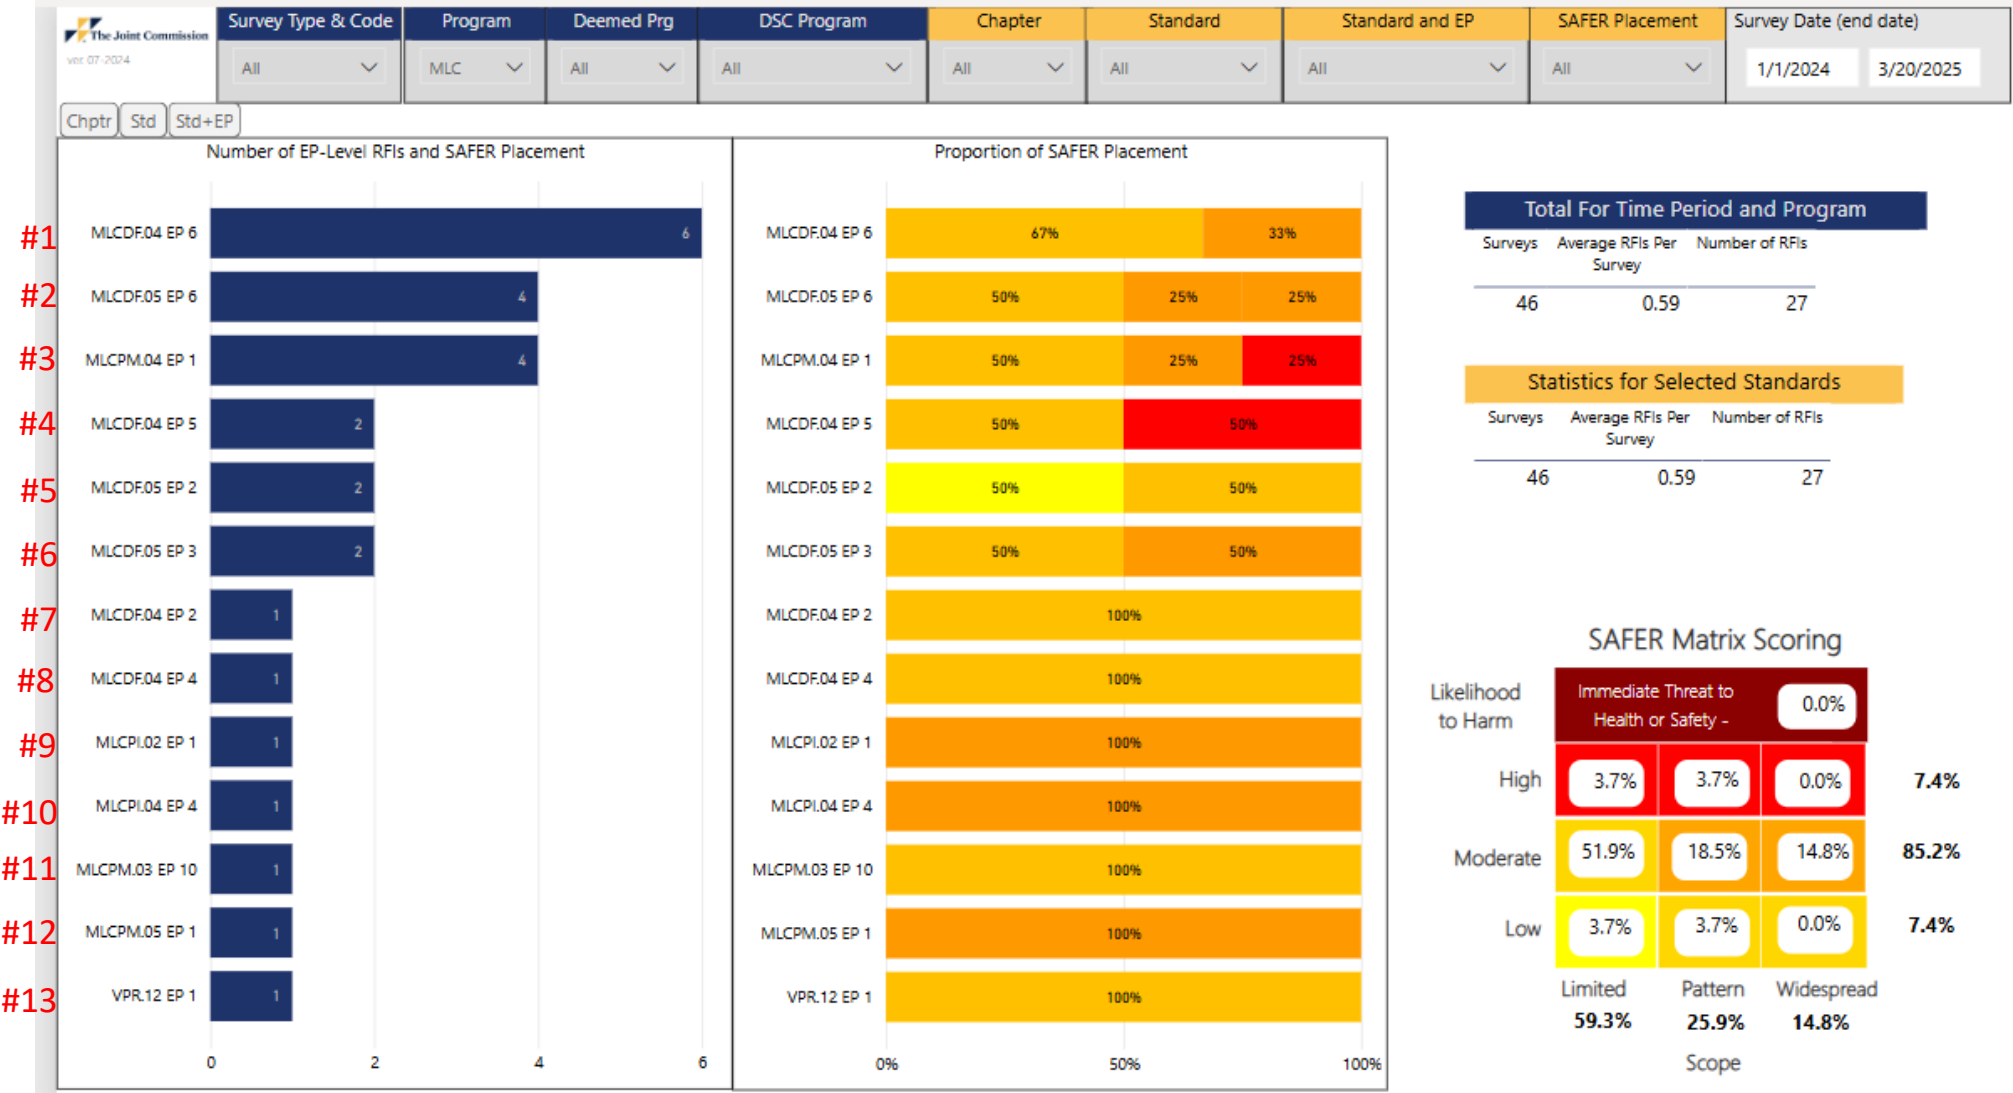 The Joint Commission
ver. 07-2024
Survey Type & Code
All
Program
MLC
Deemed Prg
All
DSC Program
All
Chapter
All
Standard
All
Standard and EP
All
SAFER Placement
All
Survey Date (end date)
1/1/2024 3/20/2025
Chptr Std Std+EP
Number of EP-Level RFIs and SAFER Placement
#1 MLCDF.04 EP 6 6
#2 MLCDF.05 EP 6 4
#3 MLCPM.04 EP 1 4
#4 MLCDF.04 EP 5 2
#5 MLCDF.05 EP 2 2
#6 MLCDF.05 EP 3 2
#7 MLCDF.04 EP 2 1
#8 MLCDF.04 EP 4 1
#9 MLCPI.02 EP 1 1
#10 MLCPI.04 EP 4 1
#11 MLCPM.03 EP 10 1
#12 MLCPM.05 EP 1 1
#13 VPR.12 EP 1 1
0 2 4 6
Proportion of SAFER Placement
MLCDF.04 EP 6 67% 33%
MLCDF.05 EP 6 50% 25% 25%
MLCPM.04 EP 1 50% 25% 25%
MLCDF.04 EP 5 50% 50%
MLCDF.05 EP 2 50% 50%
MLCDF.05 EP 3 50% 50%
MLCDF.04 EP 2 100%
MLCDF.04 EP 4 100%
MLCPI.02 EP 1 100%
MLCPI.04 EP 4 100%
MLCPM.03 EP 10 100%
MLCPM.05 EP 1 100%
VPR.12 EP 1 100%
0% 50% 100%
Total For Time Period and Program
Surveys Average RFIs Per Number of RFIs
Survey
46 0.59 27
Statistics for Selected Standards
Surveys Average RFIs Per Number of RFIs
Survey
46 0.59 27
SAFER Matrix Scoring
Likelihood
to Harm
Immediate Threat to
Health or Safety -
0.0%
High 3.7% 3.7% 0.0% 7.4%
Moderate 51.9% 18.5% 14.8% 85.2%
Low 3.7% 3.7% 0.0% 7.4%
Limited Pattern Widespread
59.3% 25.9% 14.8%
Scope